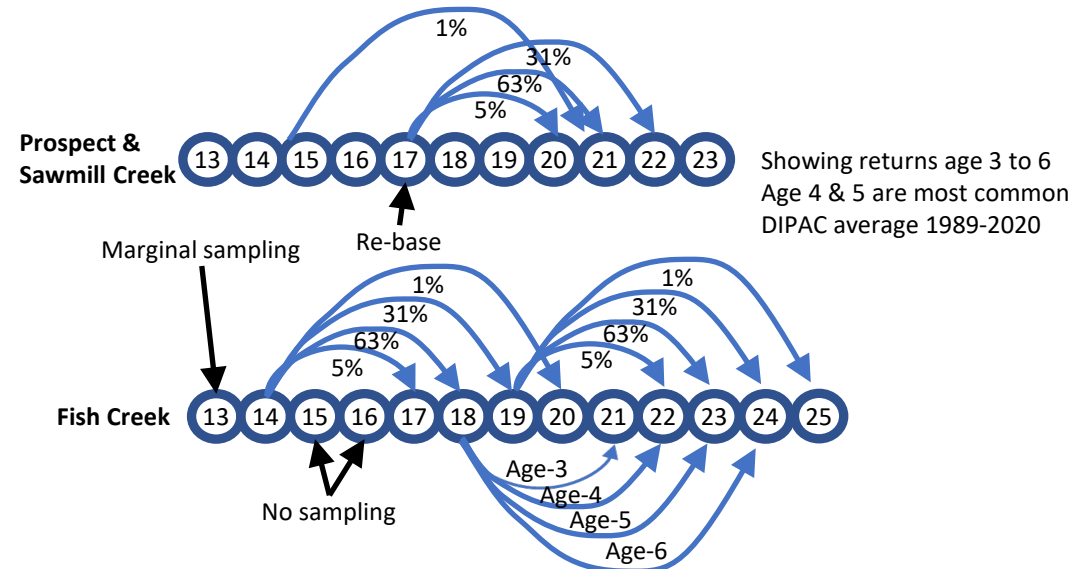 1%
31%
63%
5%
Prospect &
Sawmill Creek
13 14 15 16 17 18 19 20 21 22 23
Showing returns age 3 to 6
Age 4 & 5 are most common
DIPAC average 1989-2020
Re-base
Marginal sampling
1%
31%
63%
5%
1%
31%
63%
5%
Fish Creek
13 14 15 16 17 18 19 20 21 22 23 24 25
No sampling
Age-3
Age-4
Age-5
Age-6